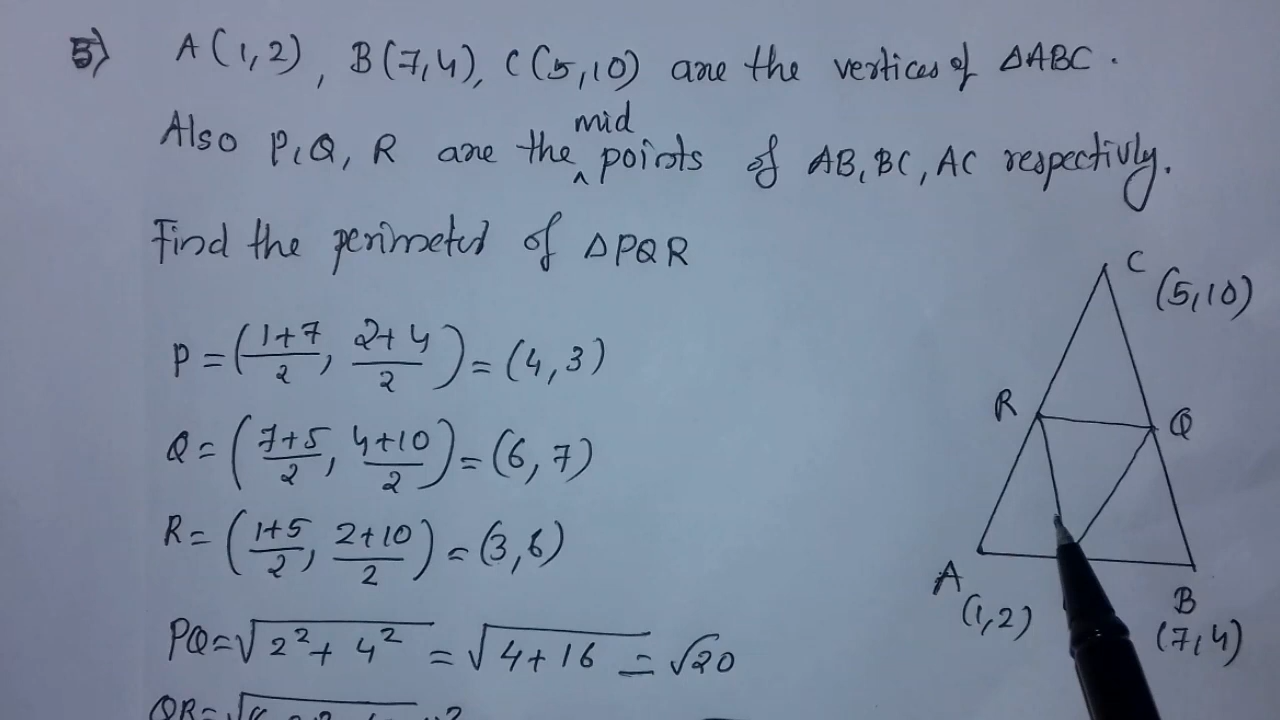 5) A(1,2), B(7,4), C(5,10) are the vertices of ΔABC.
Also P,Q, R are the mid points of AB, BC, AC respectivly.
Find the perimeter of ΔPQR
P = (1+7/2, 2+4/2) = (4,3)
Q = (7+5/2, 4+10/2) = (6,7)
R = (1+5/2, 2+10/2) = (3,6)
PQ = √2²+4² = √4+16 = √20
QR = √
C
(5,10)
R
Q
A
(1,2)
B
(7,4)